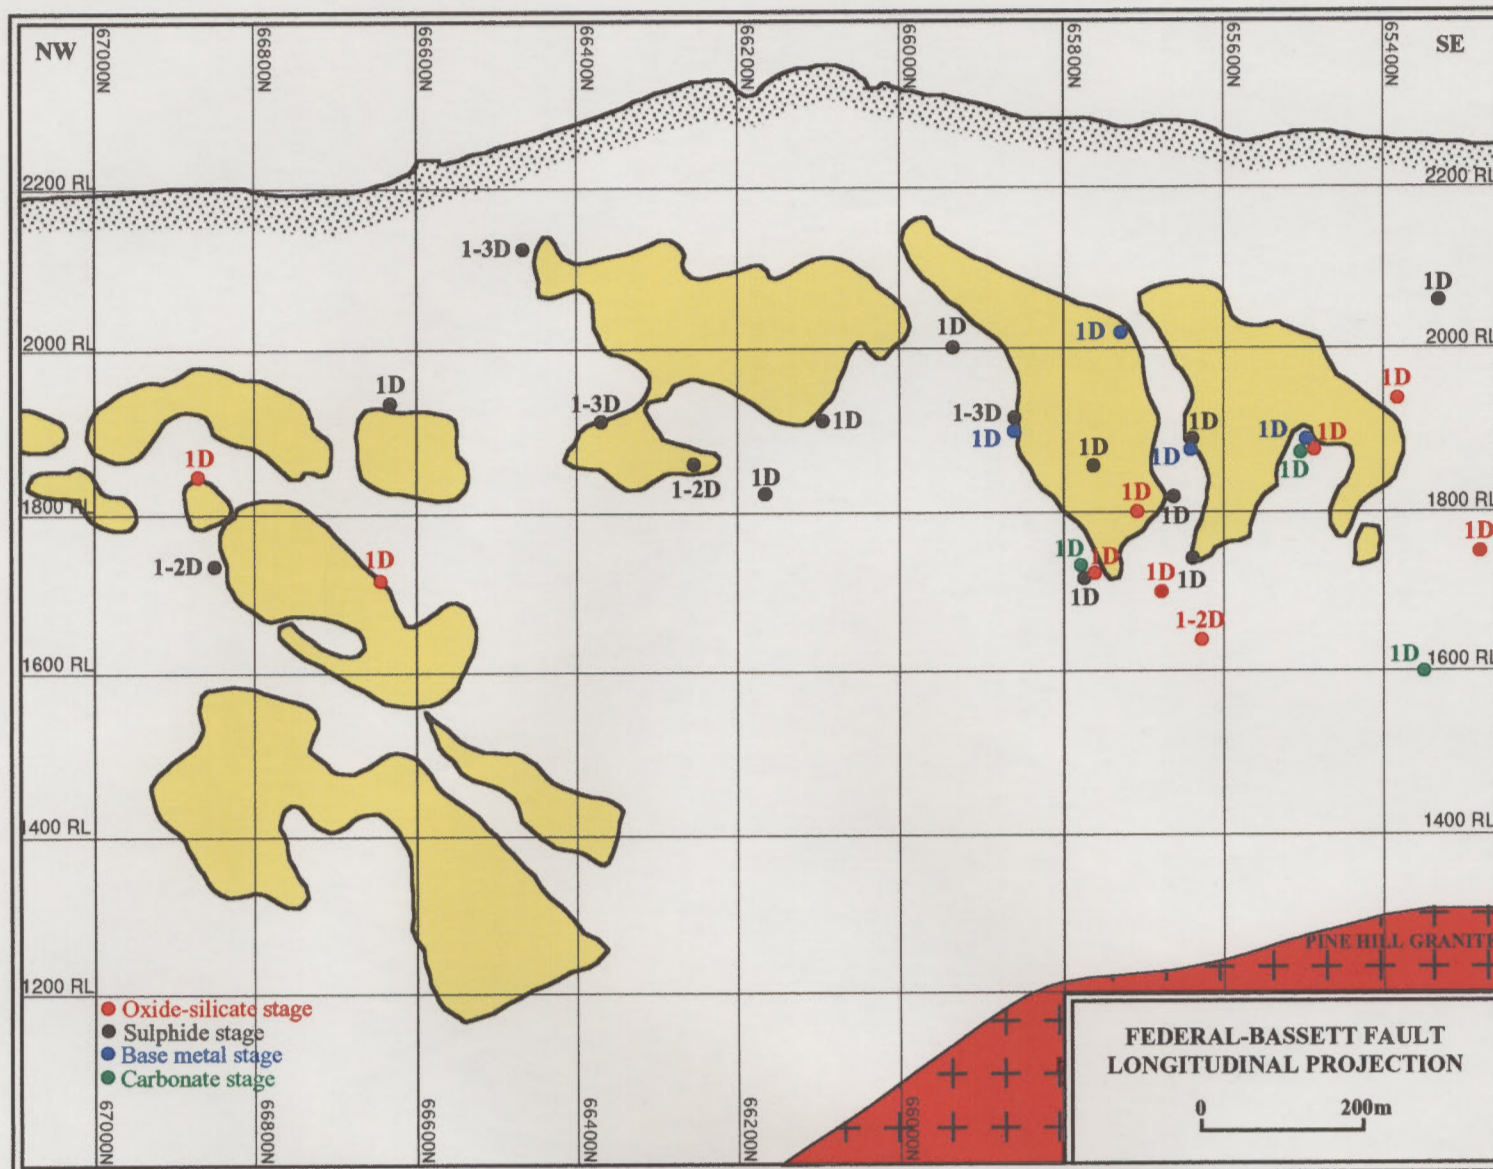 NW
67000N
66800N
66600N
66400N
66200N
66000N
65800N
65600N
65400N
SE
2200 RL
2200 RL
1-3D
1D
1D
1D
2000 RL
2000 RL
1D
1D
1-3D
1D
1-3D
1D
1D
1D
1D
1D
1D
1D
1D
1-2D
1D
1D
1D
1800 RL
1800 RL
1D
1D
1-2D
1D
1D
1D
1D
1D
1D
1-2D
1D
1600 RL
1600 RL
1400 RL
1400 RL
PINE HILL GRANITE
1200 RL
Oxide-silicate stage
Sulphide stage
Base metal stage
Carbonate stage
FEDERAL-BASSETT FAULT
LONGITUDINAL PROJECTION
0 200m
67000N
66800N
66600N
66400N
66200N
66000N